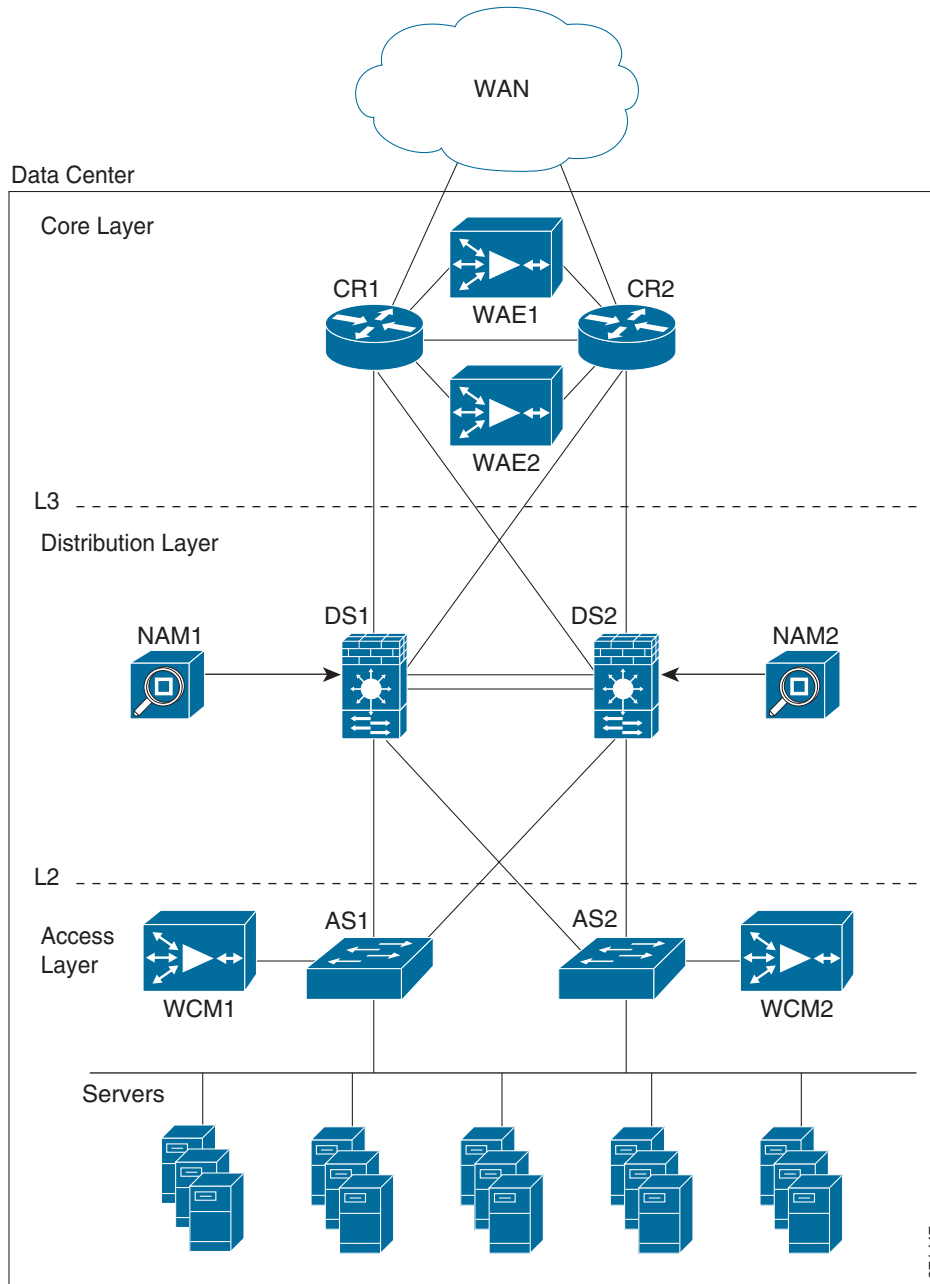 WAN
Data Center
Core Layer
CR1
CR2
WAE1
WAE2
L3
Distribution Layer
DS1
DS2
NAM1
NAM2
L2
Access
Layer
AS1
AS2
WCM1
WCM2
Servers